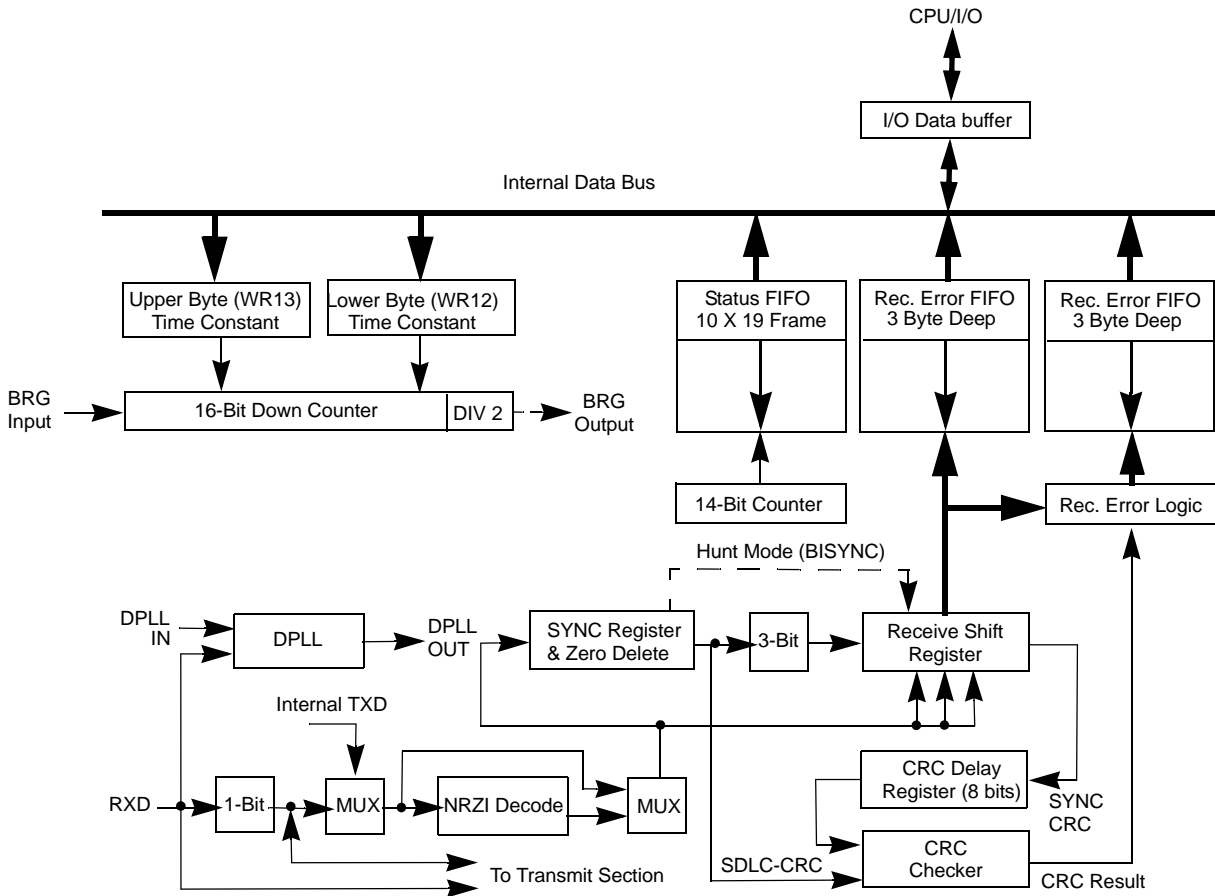 CPU/I/O
I/O Data buffer
Internal Data Bus
Upper Byte (WR13)
Time Constant
Lower Byte (WR12)
Time Constant
Status FIFO
10 X 19 Frame
Rec. Error FIFO
3 Byte Deep
Rec. Error FIFO
3 Byte Deep
BRG
Input
16-Bit Down Counter
DIV 2
BRG
Output
14-Bit Counter
Rec. Error Logic
Hunt Mode (BISYNC)
DPLL
IN
DPLL
DPLL
OUT
SYNC Register
& Zero Delete
3-Bit
Receive Shift
Register
Internal TXD
RXD
1-Bit
MUX
NRZI Decode
MUX
CRC Delay
Register (8 bits)
SYNC
CRC
To Transmit Section
SDLC-CRC
CRC
Checker
CRC Result